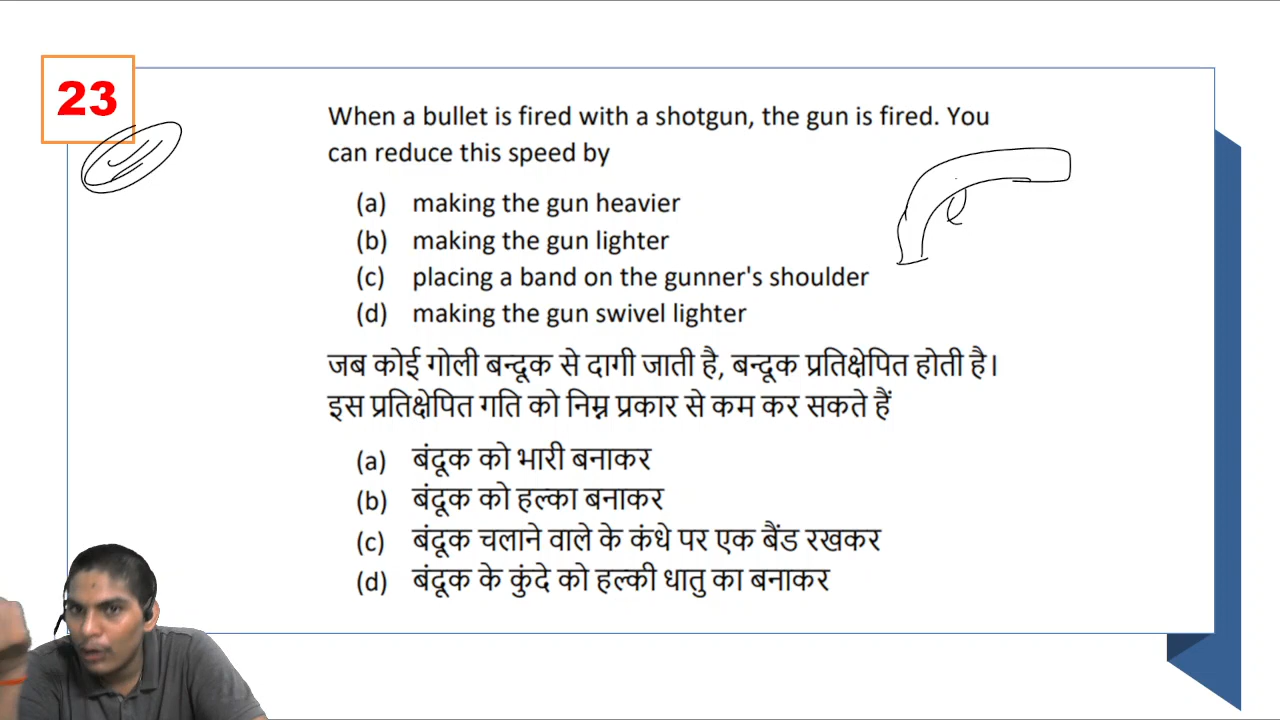 23
When a bullet is fired with a shotgun, the gun is fired. You
can reduce this speed by
(a) making the gun heavier
(b) making the gun lighter
(c) placing a band on the gunner's shoulder
(d) making the gun swivel lighter
जब कोई गोली बन्दूक से दागी जाती है, बन्दूक प्रतिक्षेपित होती है।
इस प्रतिक्षेपित गति को निम्न प्रकार से कम कर सकते हैं
(a) बंदूक को भारी बनाकर
(b) बंदूक को हल्का बनाकर
(c) बंदूक चलाने वाले के कंधे पर एक बैंड रखकर
(d) बंदूक के कुंदे को हल्की धातु का बनाकर